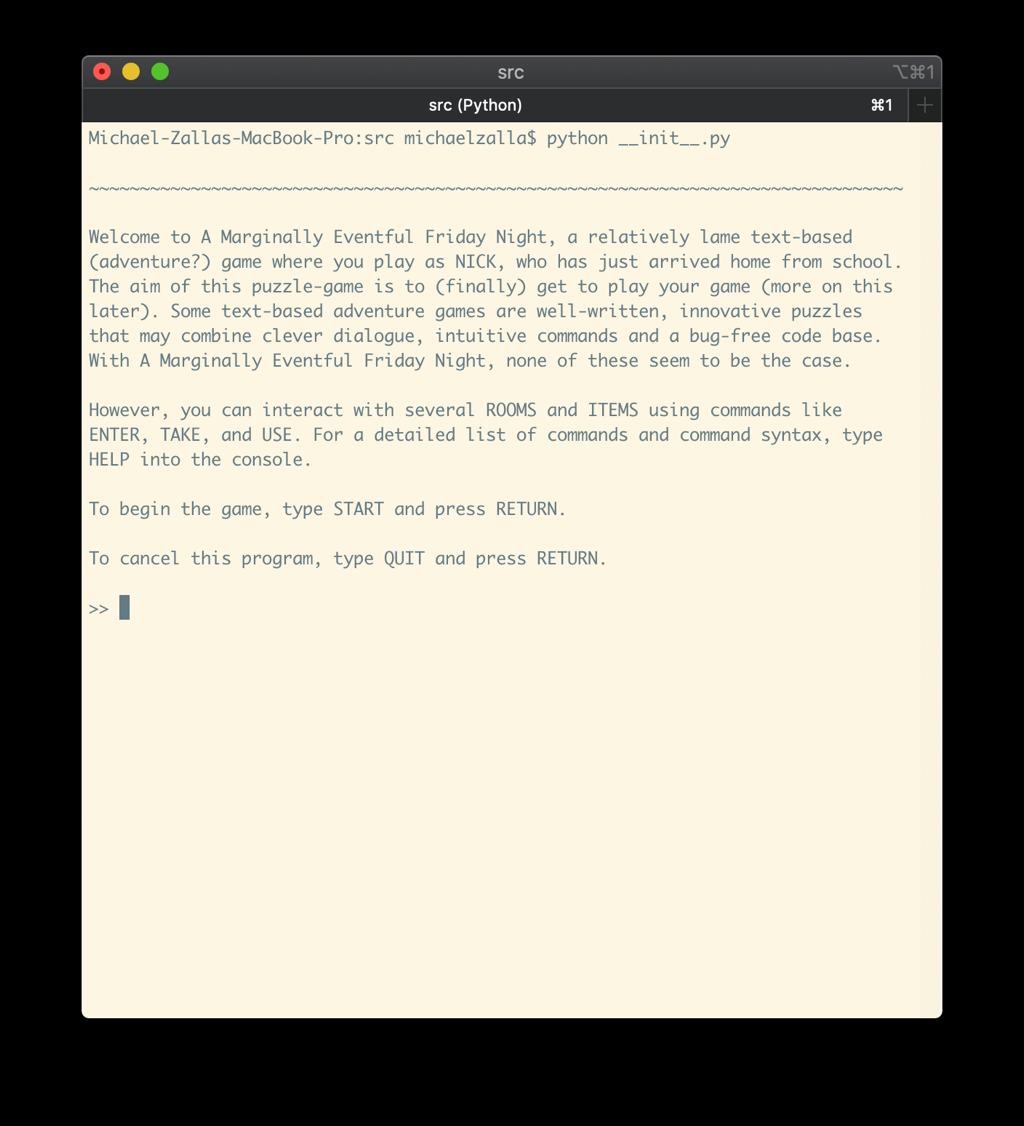 src
⌥⌘1
src (Python)
⌘1
+
Michael-Zallas-MacBook-Pro:src michaelzalla$ python __init__.py
~~~~~~~~~~~~~~~~~~~~~~~~~~~~~~~~~~~~~~~~~~~~~~~~~~~~~~~~~~~~~~~~~~~~~~~~~~~~~~~~
Welcome to A Marginally Eventful Friday Night, a relatively lame text-based
(adventure?) game where you play as NICK, who has just arrived home from school.
The aim of this puzzle-game is to (finally) get to play your game (more on this
later). Some text-based adventure games are well-written, innovative puzzles
that may combine clever dialogue, intuitive commands and a bug-free code base.
With A Marginally Eventful Friday Night, none of these seem to be the case.
However, you can interact with several ROOMS and ITEMS using commands like
ENTER, TAKE, and USE. For a detailed list of commands and command syntax, type
HELP into the console.
To begin the game, type START and press RETURN.
To cancel this program, type QUIT and press RETURN.
>>